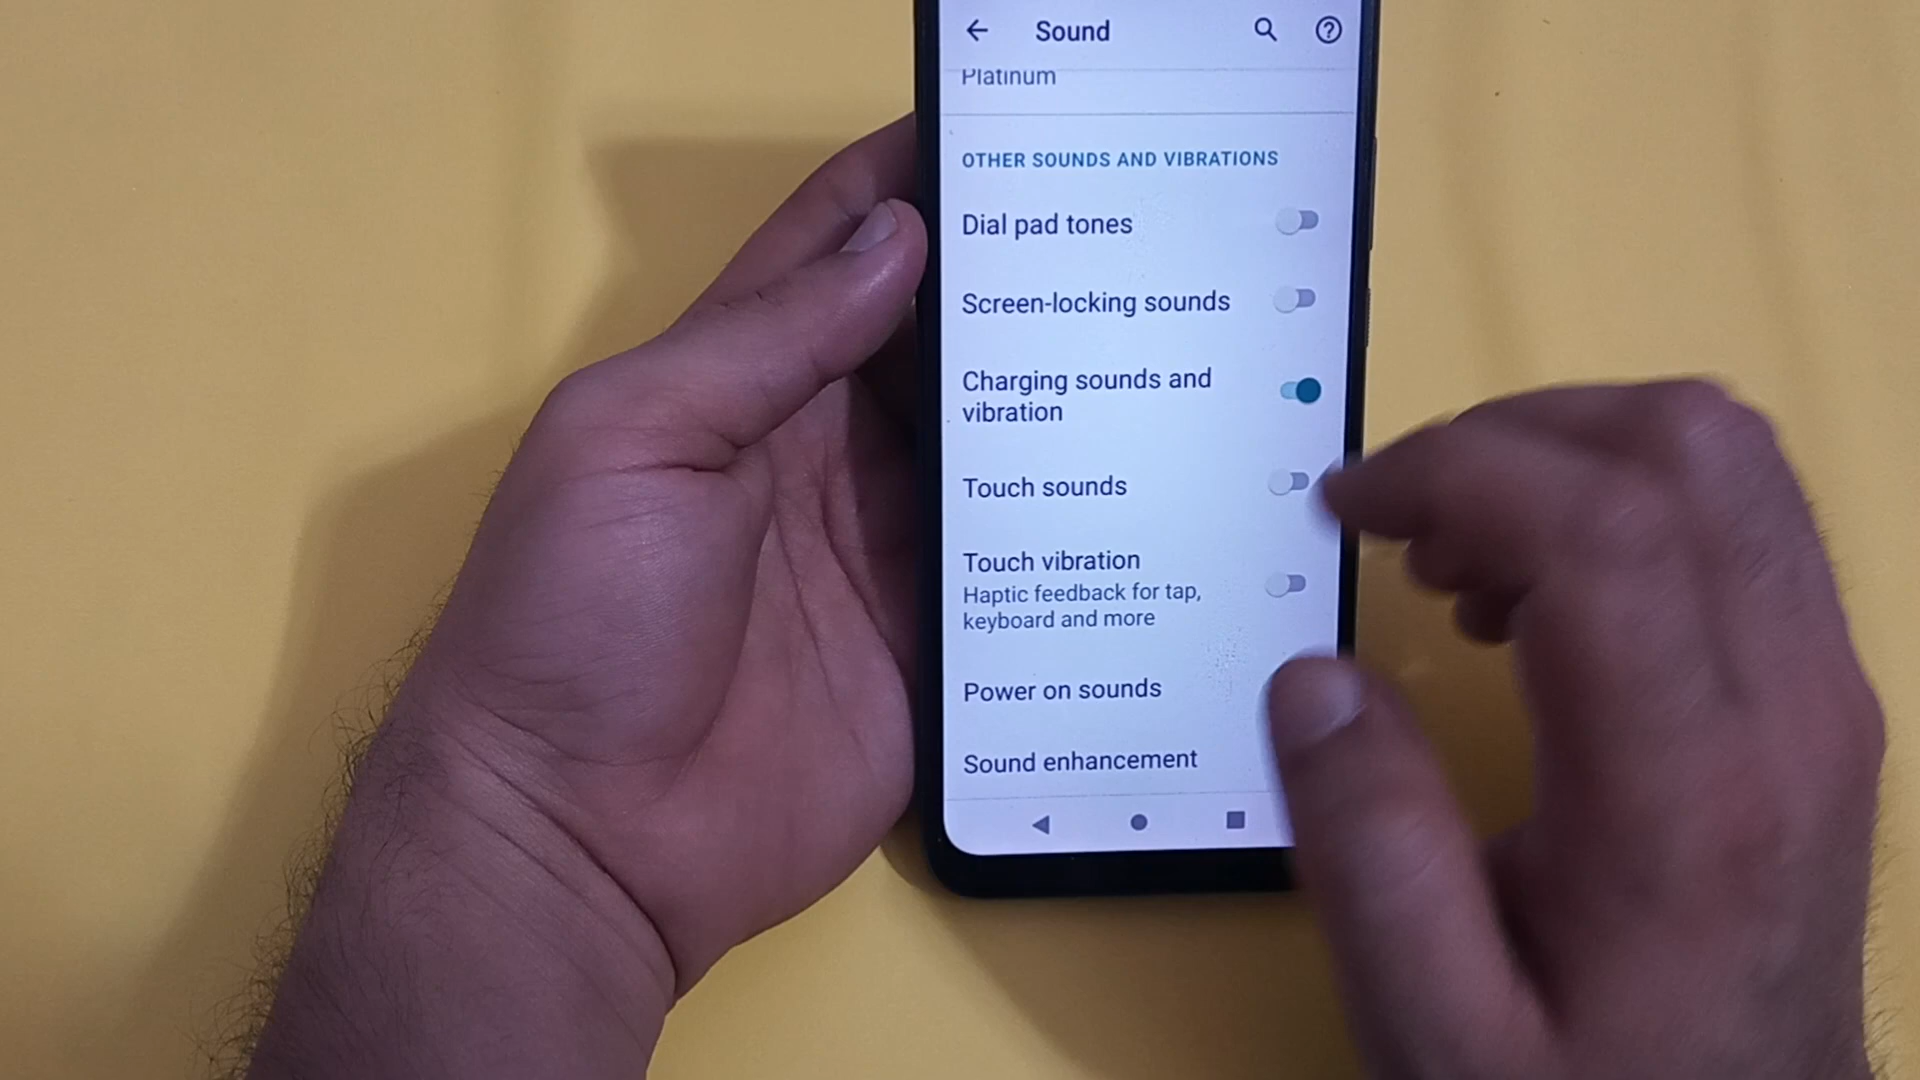 Sound
Platinum
OTHER SOUNDS AND VIBRATIONS
Dial pad tones
Screen-locking sounds
Charging sounds and
vibration
Touch sounds
Touch vibration
Haptic feedback for tap,
keyboard and more
Power on sounds
Sound enhancement